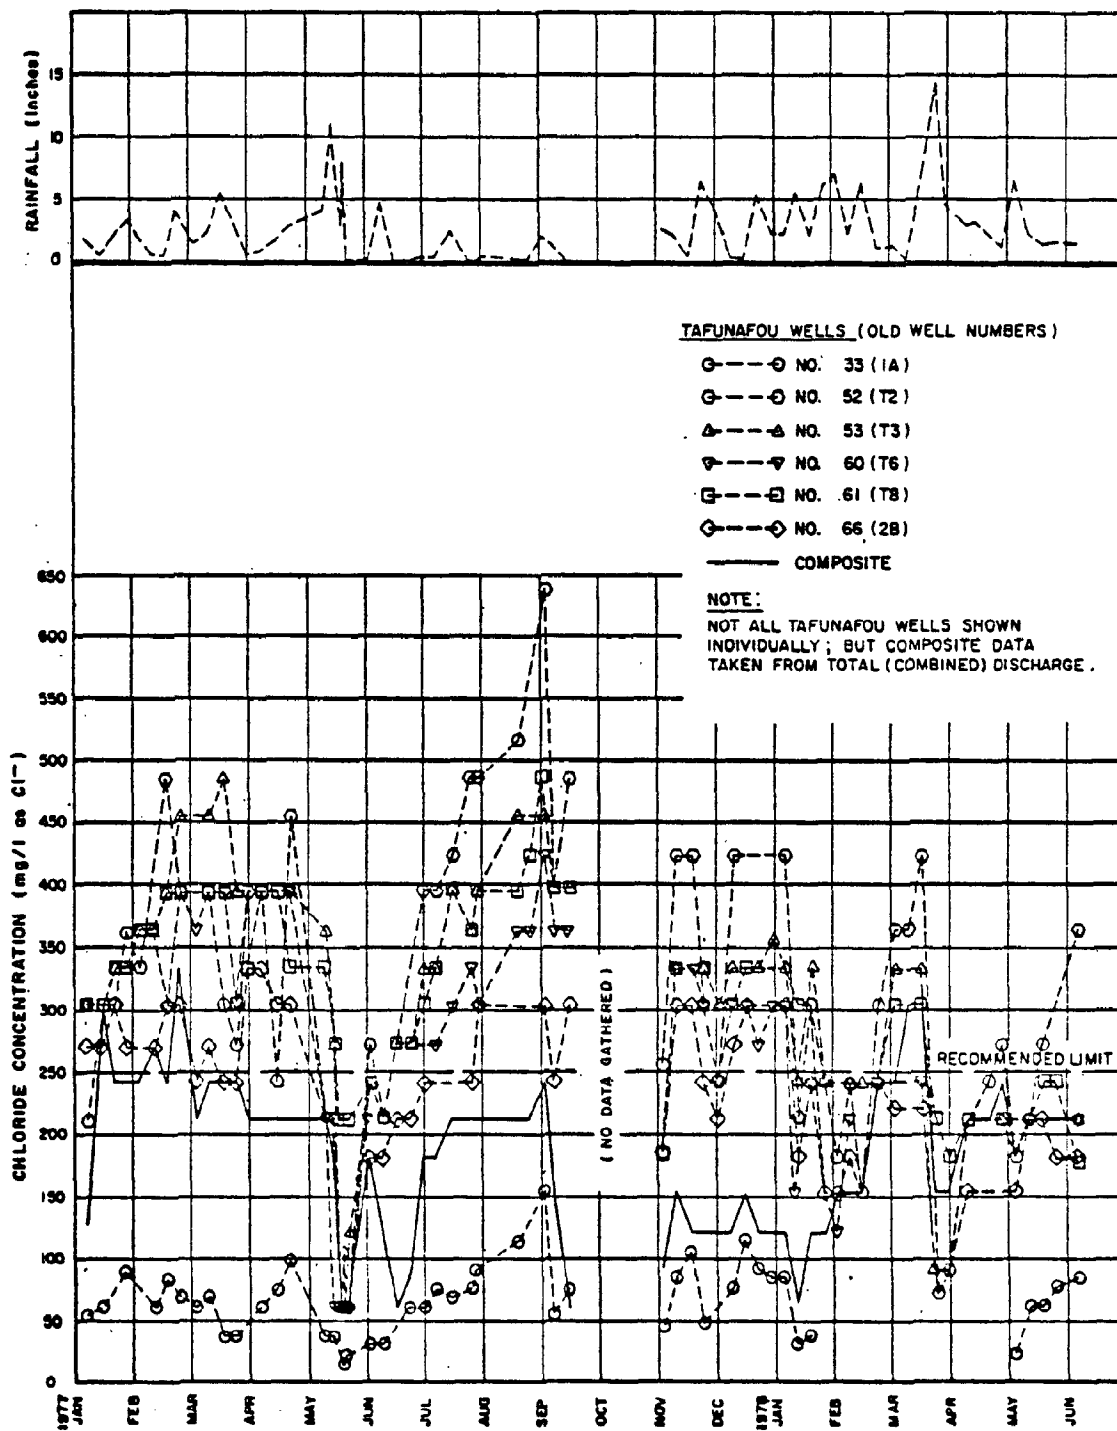 RAINFALL (Inches)
15
10
5
0
TAFUNAFOU WELLS (OLD WELL NUMBERS)
NO. 33 (1A)
NO. 52 (T2)
NO. 53 (T3)
NO. 60 (T6)
NO. 61 (T8)
NO. 66 (2B)
COMPOSITE
NOTE:
NOT ALL TAFUNAFOU WELLS SHOWN
INDIVIDUALLY; BUT COMPOSITE DATA
TAKEN FROM TOTAL (COMBINED) DISCHARGE.
CHLORIDE CONCENTRATION (mg/l as Cl-)
650
600
550
500
450
400
350
300
250
200
150
100
50
0
(NO DATA GATHERED)
RECOMMENDED LIMIT
1977
JAN
FEB
MAR
APR
MAY
JUN
JUL
AUG
SEP
OCT
NOV
DEC
1978
JAN
FEB
MAR
APR
MAY
JUN